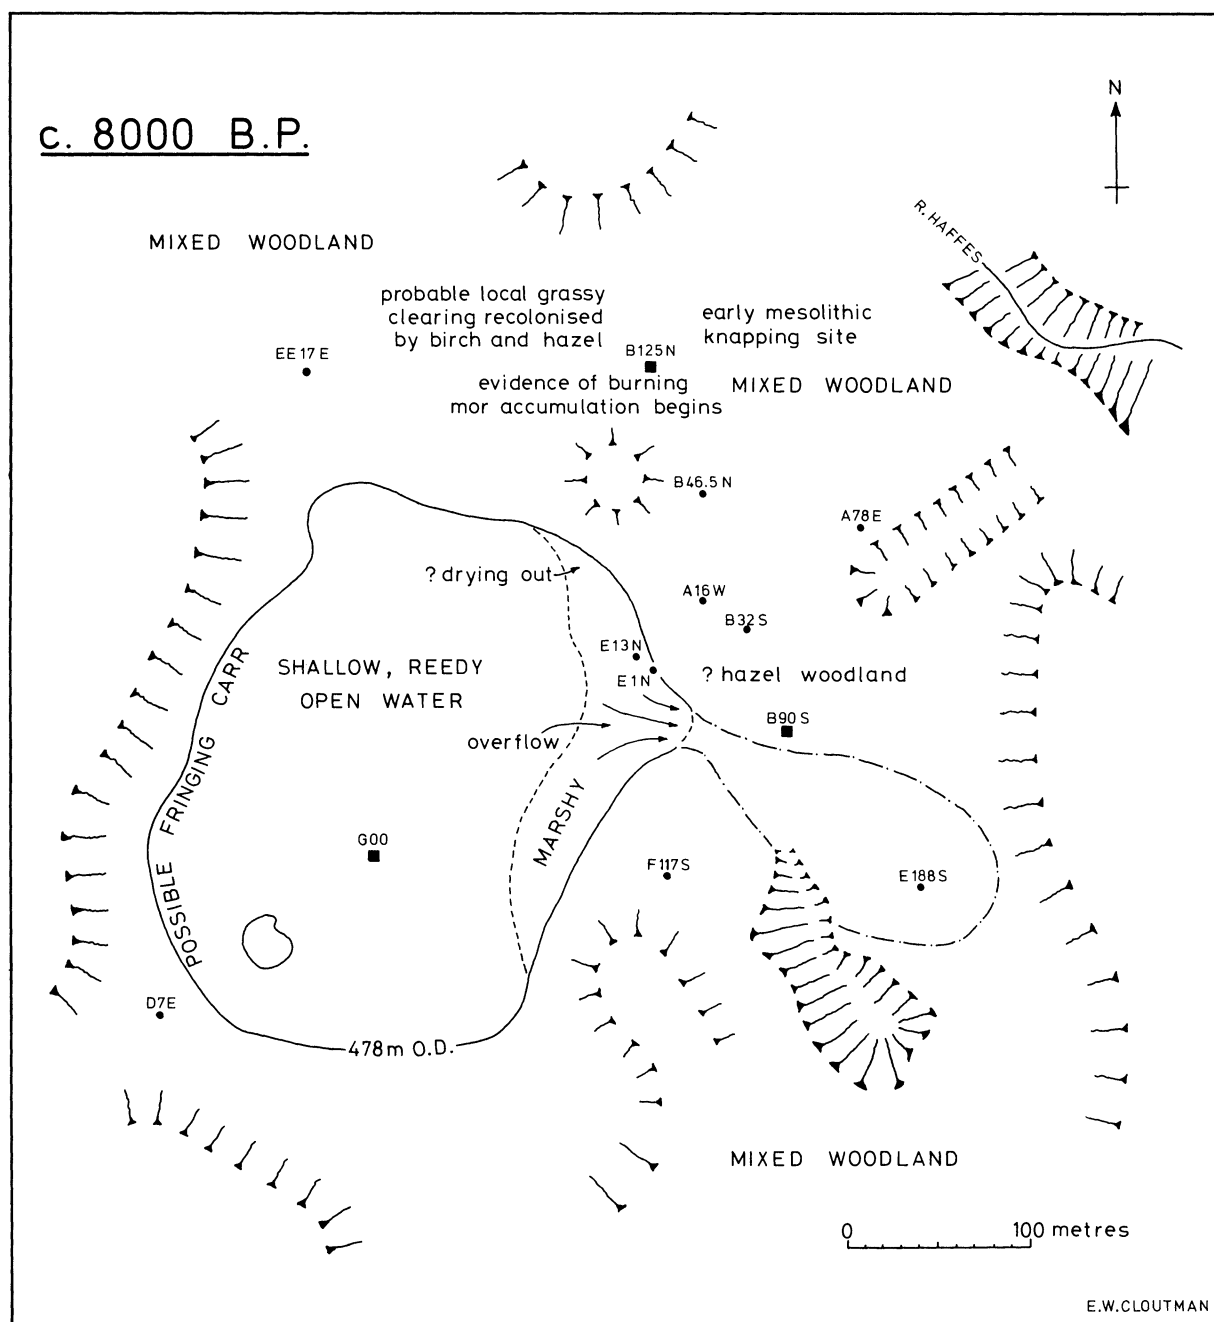 c. 8000 B.P.
N
R. HAFFES
MIXED WOODLAND
probable local grassy
clearing recolonised
by birch and hazel
early mesolithic
knapping site
EE17E
B125N
evidence of burning
mor accumulation begins
MIXED WOODLAND
B46.5N
A78E
? drying out
A16W
B32S
E13N
E1N
SHALLOW, REEDY
OPEN WATER
? hazel woodland
B90S
overflow
POSSIBLE FRINGING CARR
MARSHY
G00
F117S
E188S
D7E
478m O.D.
MIXED WOODLAND
0 100 metres
E.W.CLOUTMAN